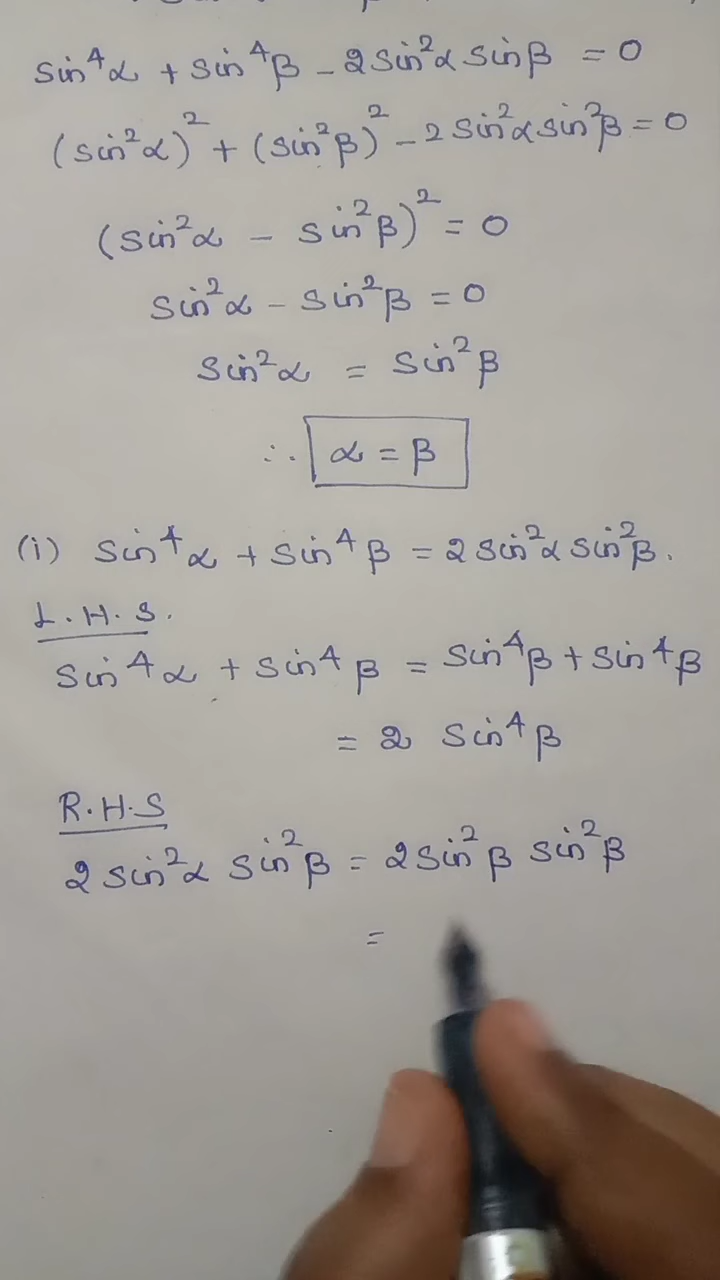 sin⁴α + sin⁴β − 2sin²α sinβ = 0
(sin²α)² + (sin²β)² − 2sin²α sin²β = 0
(sin²α − sin²β)² = 0
sin²α − sin²β = 0
sin²α = sin²β
∴ α = β
(i) sin⁴α + sin⁴β = 2sin²α sin²β.
L.H.S.
sin⁴α + sin⁴β = sin⁴β + sin⁴β
= 2 sin⁴β
R.H.S
2sin²α sin²β = 2sin²β sin²β
=